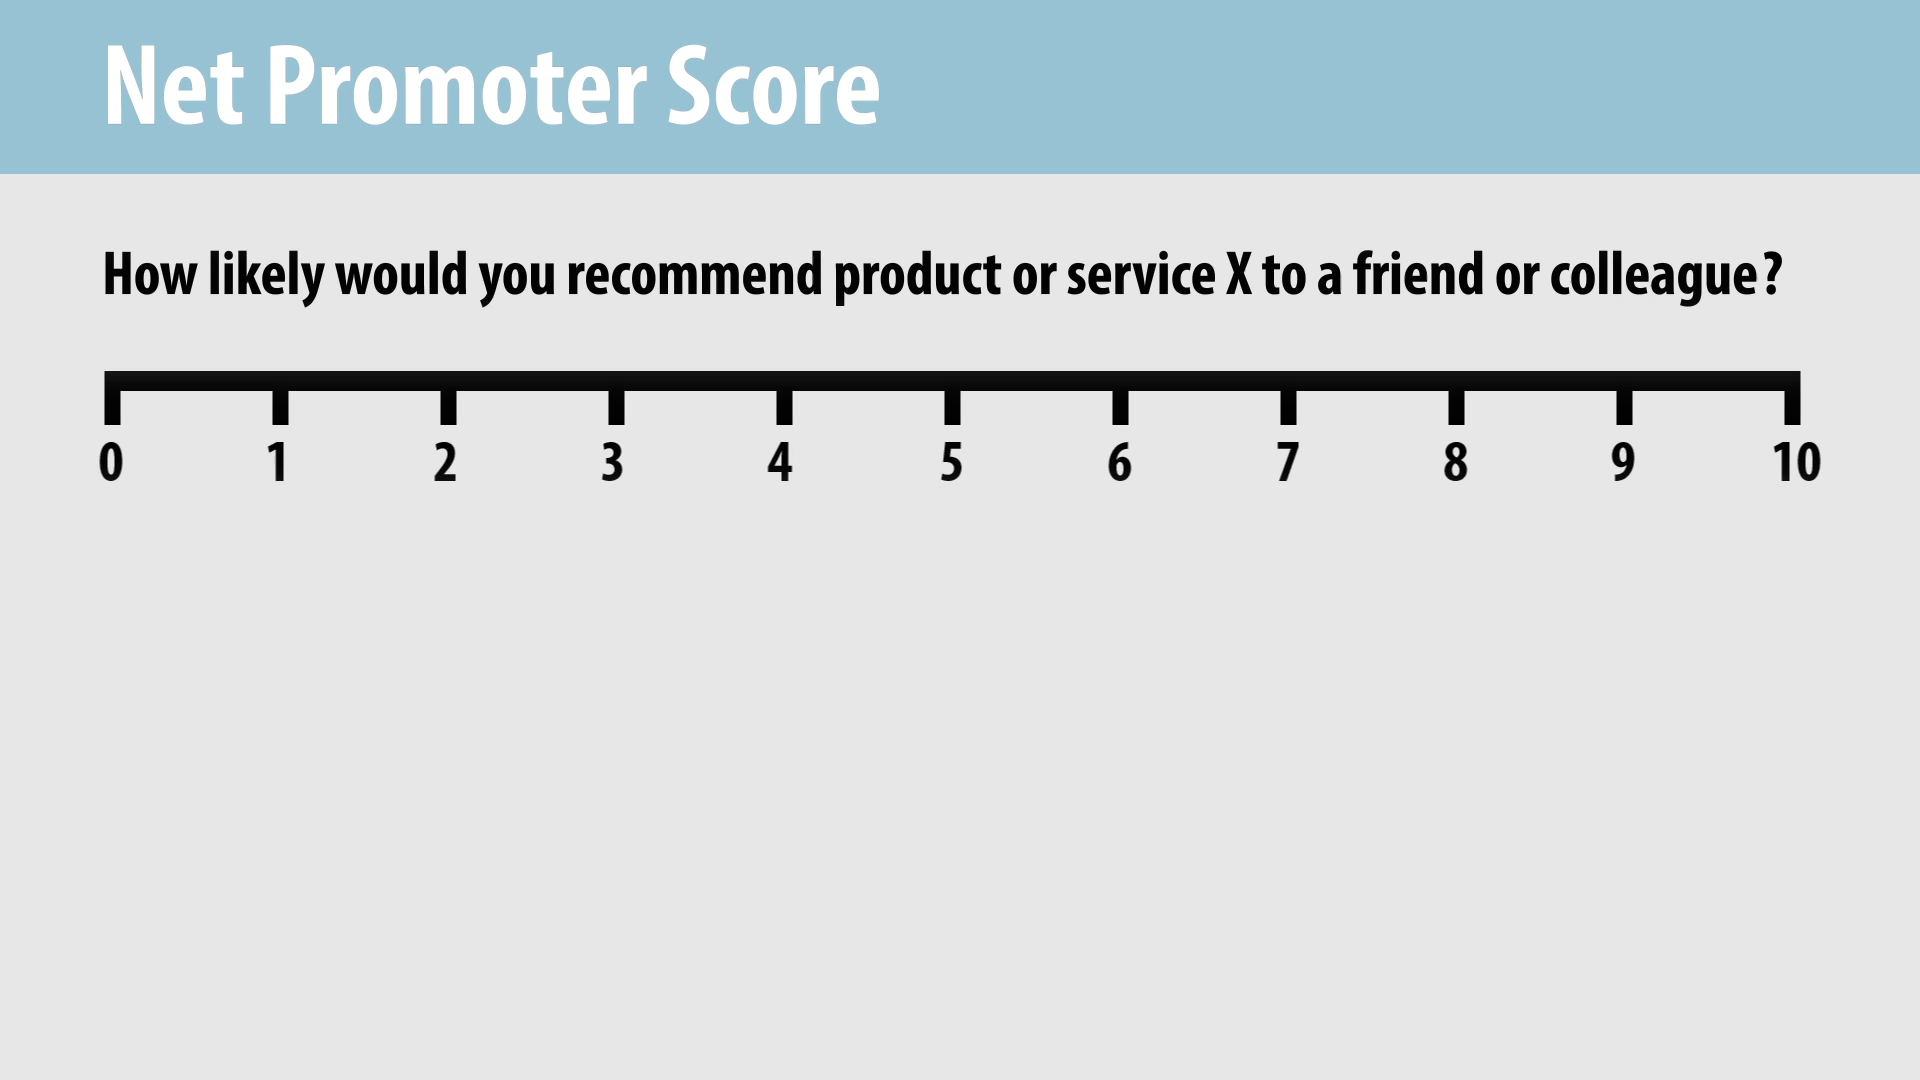 Net Promoter Score
How likely would you recommend product or service X to a friend or colleague?
0 1 2 3 4 5 6 7 8 9 10